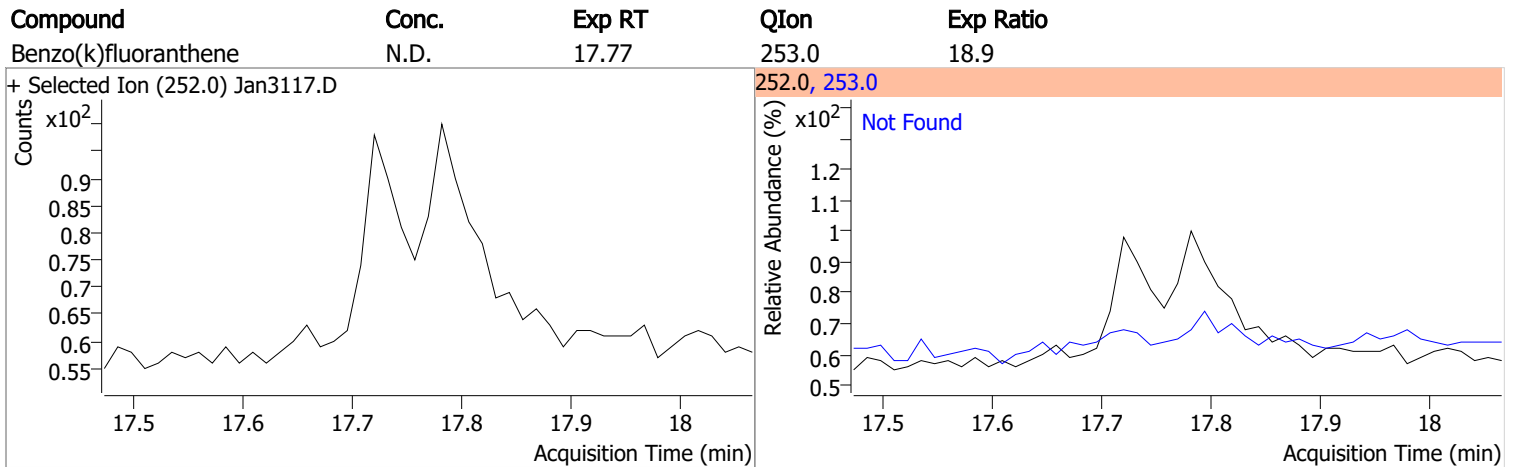 Compound Conc. Exp RT QIon Exp Ratio
Benzo(k)fluoranthene N.D. 17.77 253.0 18.9
+ Selected Ion (252.0) Jan3117.D
Counts
x10²
0.9
0.85
0.8
0.75
0.7
0.65
0.6
0.55
17.5 17.6 17.7 17.8 17.9 18
Acquisition Time (min)
252.0, 253.0
Relative Abundance (%)
x10²
Not Found
1.2
1.1
1
0.9
0.8
0.7
0.6
0.5
17.5 17.6 17.7 17.8 17.9 18
Acquisition Time (min)